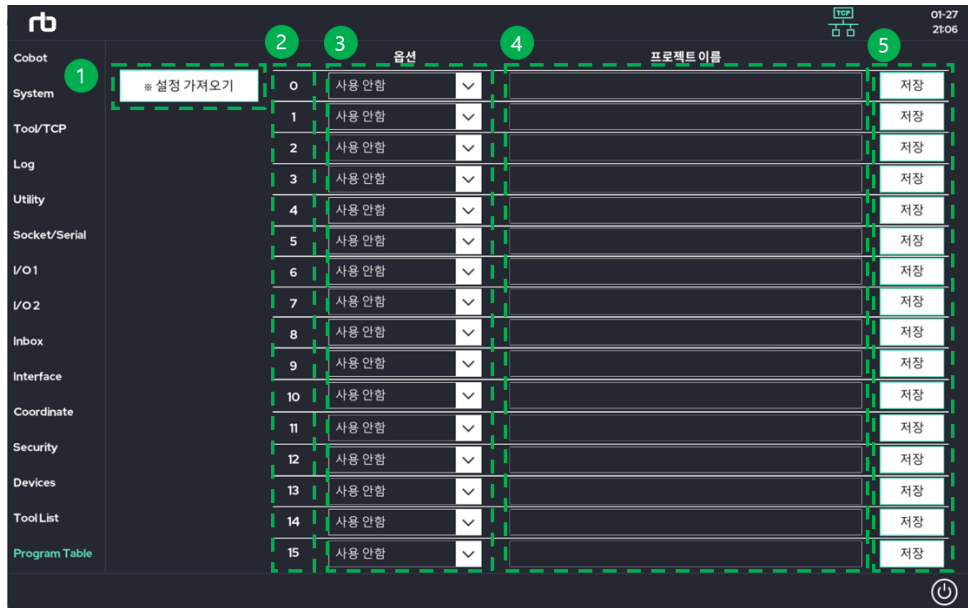 rb
TCP
01-27
21:06
Cobot
System
Tool/TCP
Log
Utility
Socket/Serial
I/O 1
I/O 2
Inbox
Interface
Coordinate
Security
Devices
Tool List
Program Table
1
※ 설정 가져오기
2
3
옵션
4
프로젝트 이름
5
0 사용 안함 저장
1 사용 안함 저장
2 사용 안함 저장
3 사용 안함 저장
4 사용 안함 저장
5 사용 안함 저장
6 사용 안함 저장
7 사용 안함 저장
8 사용 안함 저장
9 사용 안함 저장
10 사용 안함 저장
11 사용 안함 저장
12 사용 안함 저장
13 사용 안함 저장
14 사용 안함 저장
15 사용 안함 저장